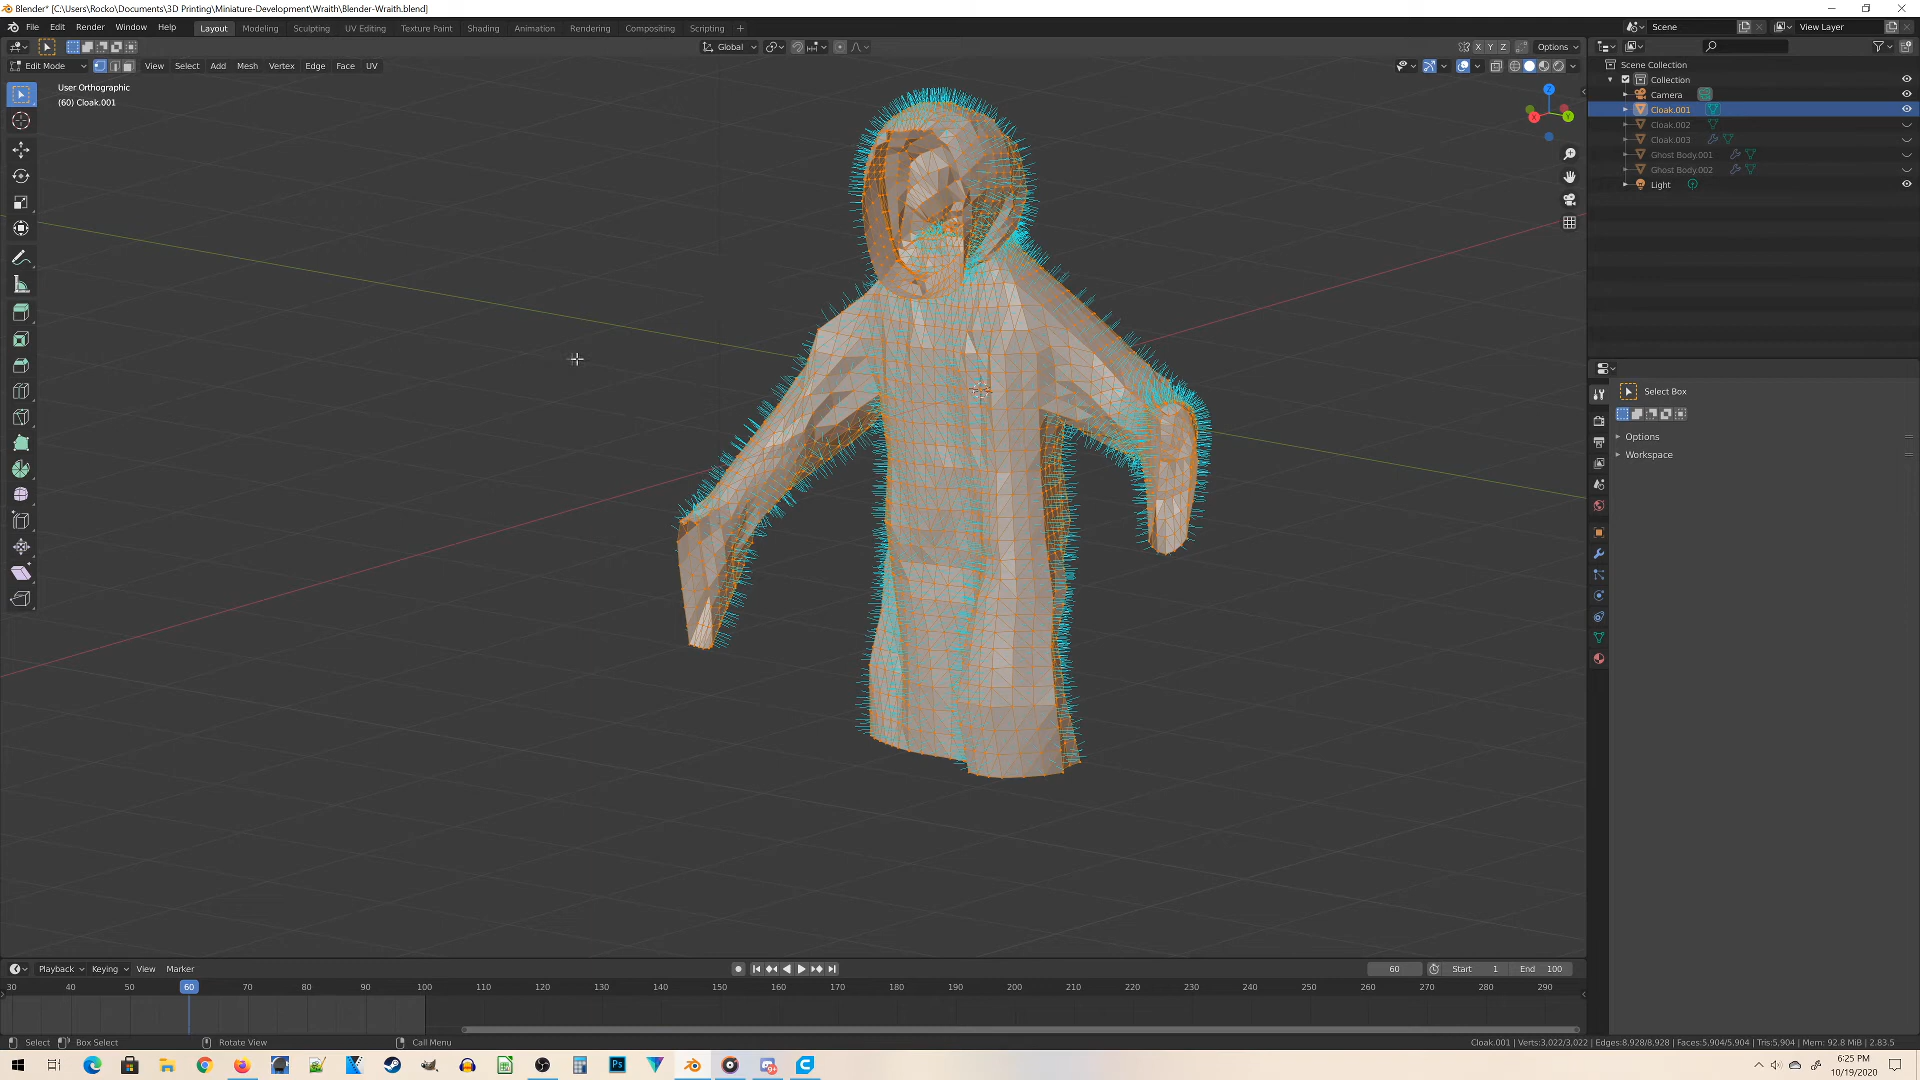 Blender* [C:\Users\Rocko\Documents\3D Printing\Miniature-Development\Wraith\Blender-Wraith.blend]
File Edit Render Window Help Layout Modeling Sculpting UV Editing Texture Paint Shading Animation Rendering Compositing Scripting + Scene View Layer
Global X Y Z Options
Edit Mode View Select Add Mesh Vertex Edge Face UV
User Orthographic
(60) Cloak.001
Z
X
Y
Scene Collection
Collection
Camera
Cloak.001
Cloak.002
Cloak.003
Ghost Body.001
Ghost Body.002
Light
Select Box
Options
Workspace
Playback Keying View Marker 60 Start 1 End 100
30 40 50 60 70 80 90 100 110 120 130 140 150 160 170 180 190 200 210 220 230 240 250 260 270 280 290
Select Box Select Rotate View Call Menu Cloak.001 | Verts:3,022/3,022 | Edges:8,928/8,928 | Faces:5,904/5,904 | Tris:5,904 | Mem: 92.8 MiB | 2.83.5
6:25 PM
10/19/2020